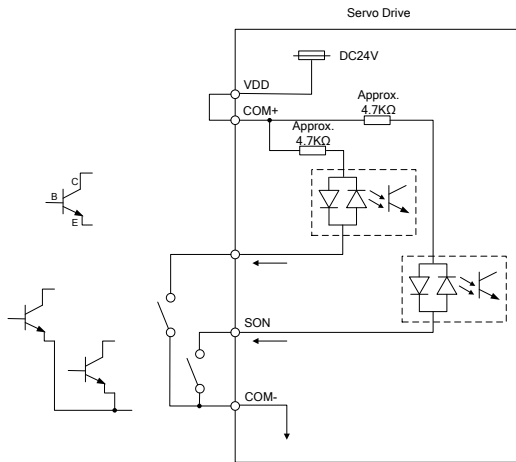 Servo Drive
DC24V
VDD
COM+
Approx.
4.7KΩ
Approx.
4.7KΩ
C
B
E
SON
COM-